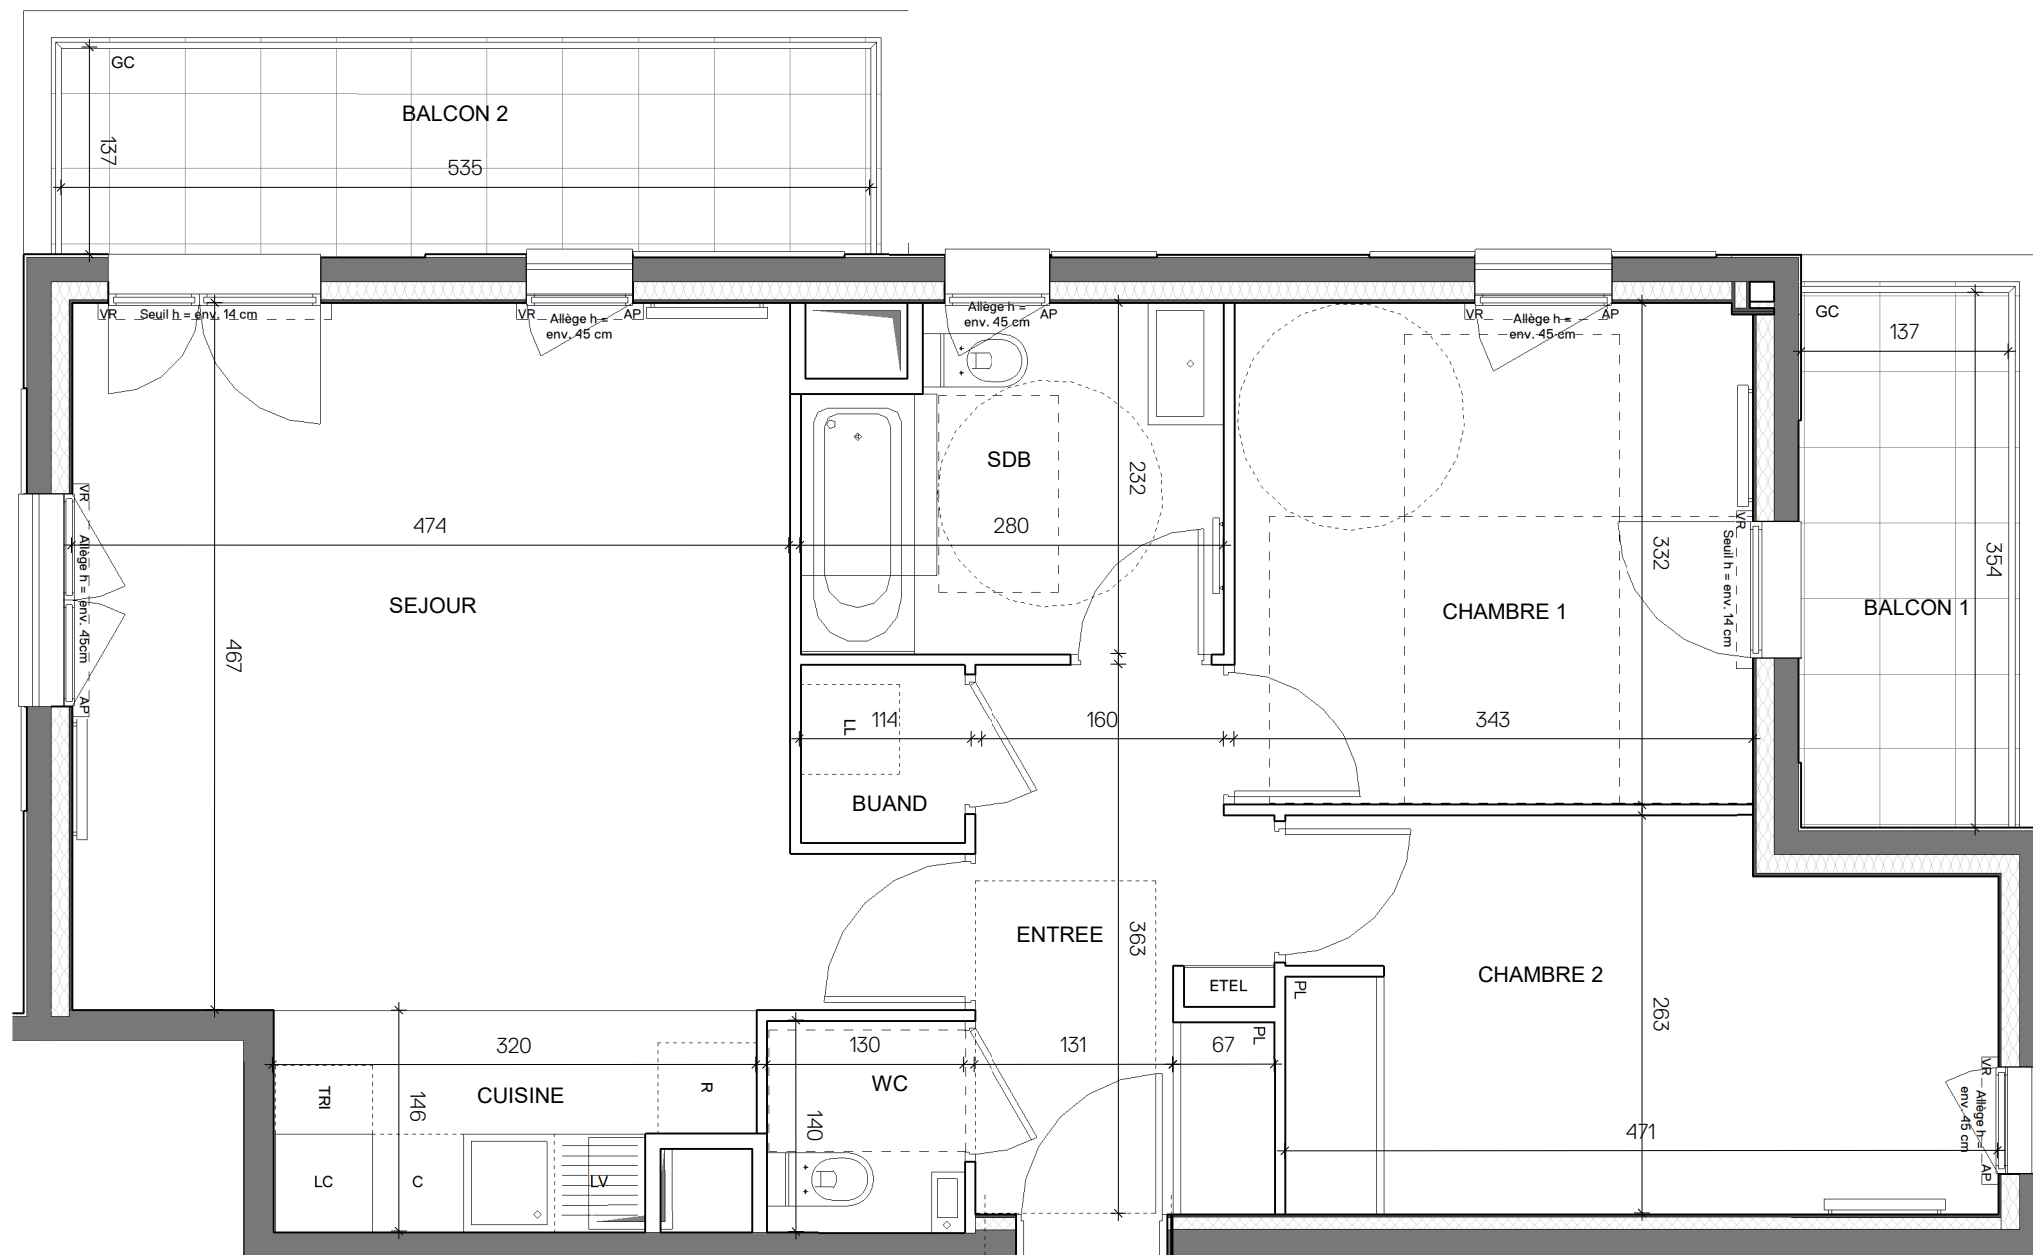 GC
BALCON 2
137
535
VR
Seuil h = env. 14 cm
VR
Allège h =
env. 45 cm
AP
Allège h =
env. 45 cm
AP
VR
Allège h =
env. 45 cm
AP
GC
137
VR
Allège h = env. 45cm
AP
474
SEJOUR
467
SDB
232
280
CHAMBRE 1
332
VR
Seuil h = env. 14 cm
354
BALCON 1
LL
114
160
343
BUAND
ENTREE
363
ETEL
PL
CHAMBRE 2
263
320
130
131
67
PL
TRI
146
CUISINE
R
WC
140
471
VR
Allège h =
env. 45 cm
AP
LC
C
LV